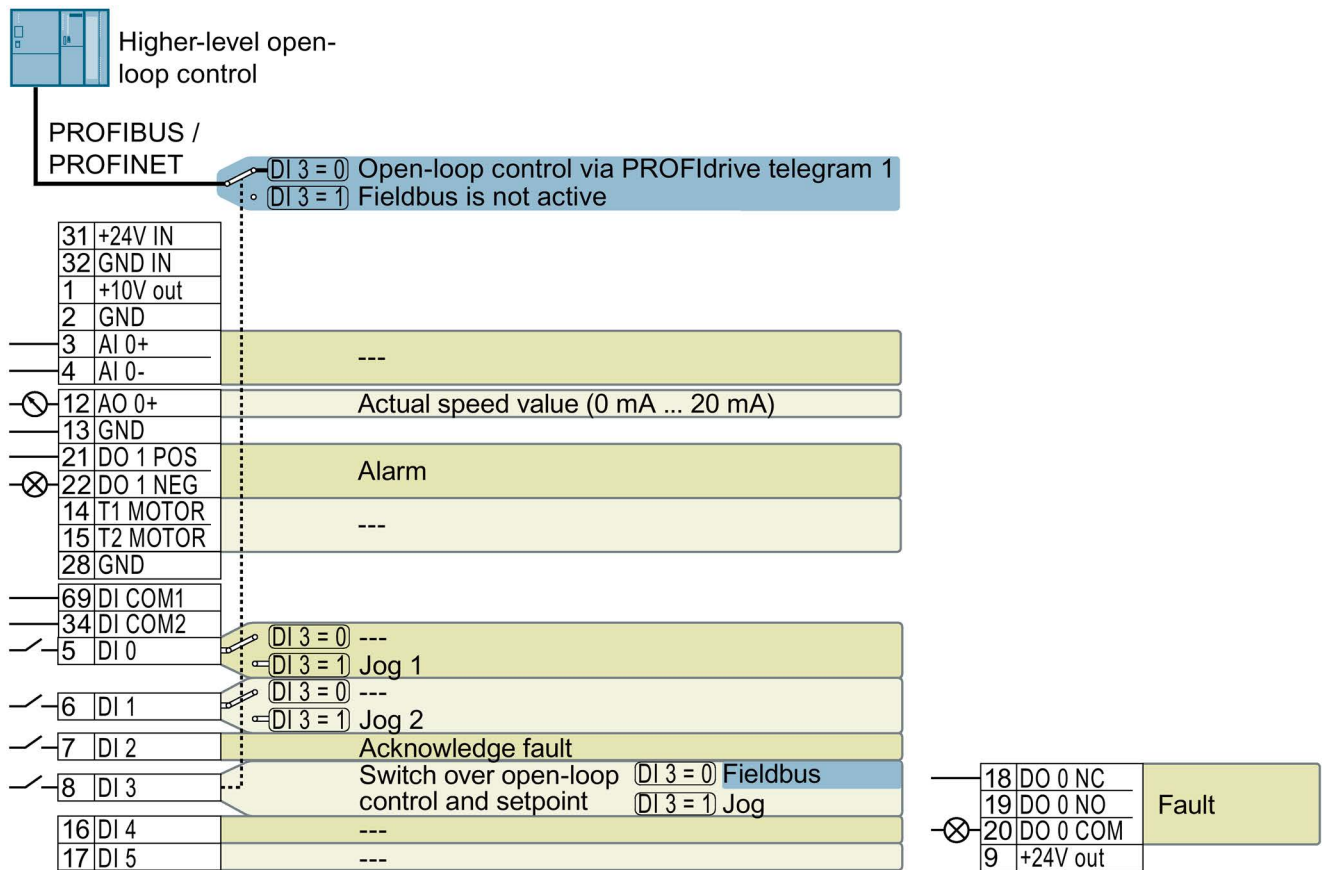 Higher-level open-
loop control
PROFIBUS /
PROFINET
DI 3 = 0 Open-loop control via PROFIdrive telegram 1
DI 3 = 1 Fieldbus is not active
31 +24V IN
32 GND IN
1 +10V out
2 GND
3 AI 0+
---
4 AI 0-
12 AO 0+ Actual speed value (0 mA ... 20 mA)
13 GND
21 DO 1 POS
Alarm
22 DO 1 NEG
14 T1 MOTOR
---
15 T2 MOTOR
28 GND
69 DI COM1
34 DI COM2
DI 3 = 0 ---
5 DI 0
DI 3 = 1 Jog 1
DI 3 = 0 ---
6 DI 1
DI 3 = 1 Jog 2
7 DI 2 Acknowledge fault
8 DI 3
Switch over open-loop DI 3 = 0 Fieldbus
control and setpoint DI 3 = 1 Jog
16 DI 4 ---
17 DI 5 ---
18 DO 0 NC
19 DO 0 NO
Fault
20 DO 0 COM
9 +24V out